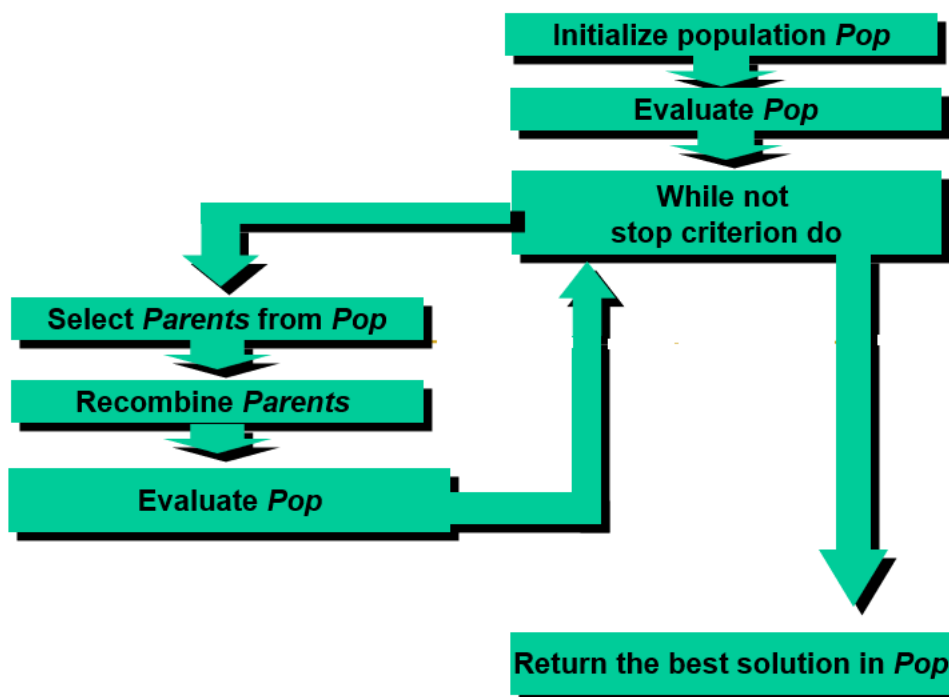 Initialize population Pop
Evaluate Pop
While not
stop criterion do
Select Parents from Pop
Recombine Parents
Evaluate Pop
Return the best solution in Pop